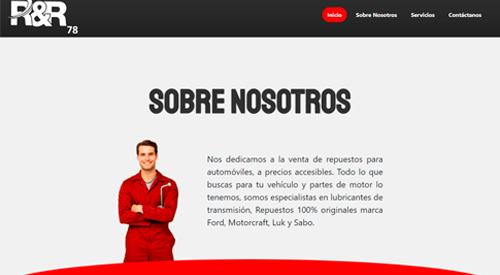 R&R
78
Inicio Sobre Nosotros Servicios Contáctanos
SOBRE NOSOTROS
Nos dedicamos a la venta de repuestos para
automóviles, a precios accesibles. Todo lo que
buscas para tu vehículo y partes de motor lo
tenemos, somos especialistas en lubricantes de
transmisión, Repuestos 100% originales marca
Ford, Motorcraft, Luk y Sabo.